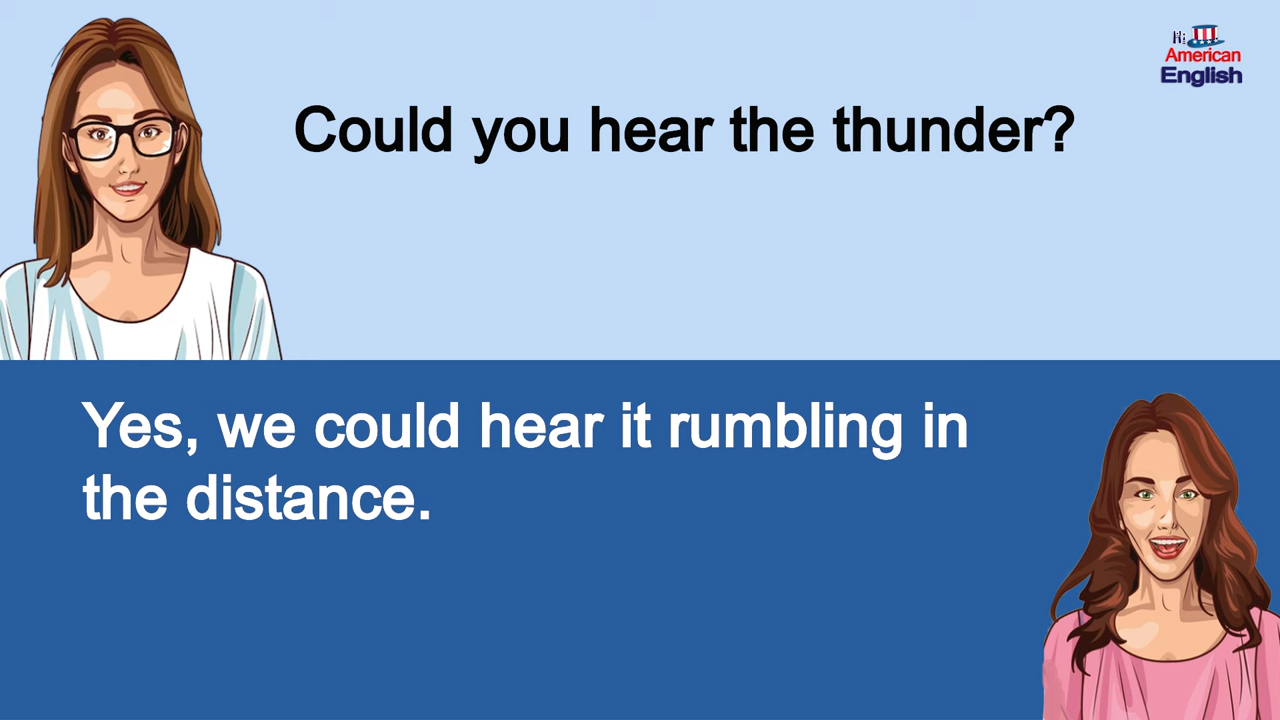 Hi
American
English
Could you hear the thunder?
Yes, we could hear it rumbling in
the distance.